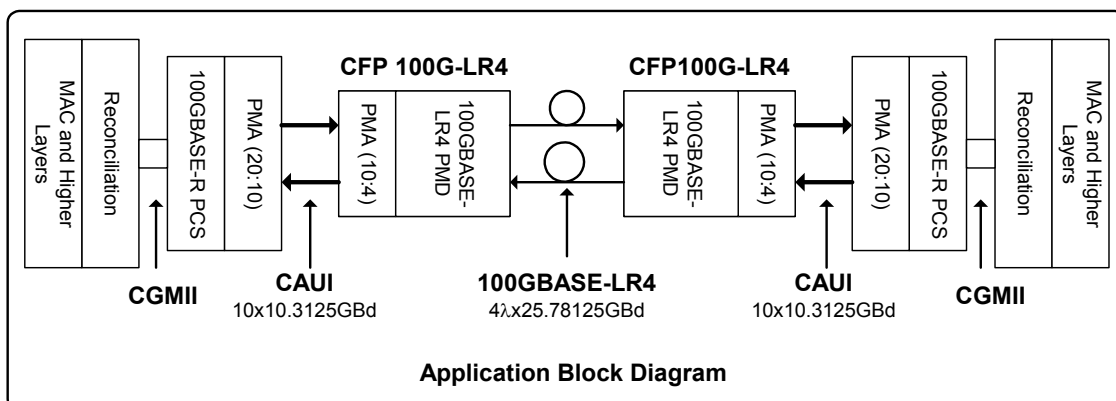 CFP 100G-LR4
CFP100G-LR4
MAC and Higher
Layers
Reconciliation
100GBASE-R PCS
PMA (20:10)
PMA (10:4)
100GBASE-
LR4 PMD
100GBASE-
LR4 PMD
PMA (10:4)
PMA (20:10)
100GBASE-R PCS
Reconciliation
MAC and Higher
Layers
CGMII
CAUI
10x10.3125GBd
100GBASE-LR4
4λx25.78125GBd
CAUI
10x10.3125GBd
CGMII
Application Block Diagram